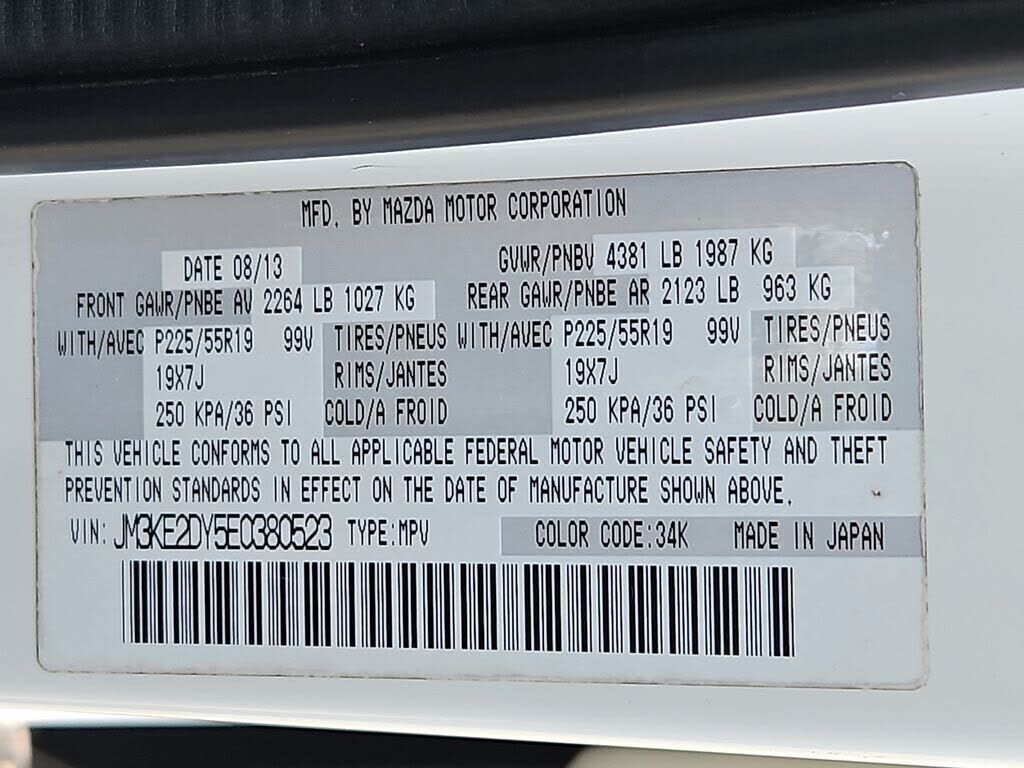 MFD. BY MAZDA MOTOR CORPORATION
DATE 08/13 GVWR/PNBV 4381 LB 1987 KG
FRONT GAWR/PNBE AV 2264 LB 1027 KG REAR GAWR/PNBE AR 2123 LB 963 KG
WITH/AVEC P225/55R19 99V TIRES/PNEUS WITH/AVEC P225/55R19 99V TIRES/PNEUS
19X7J RIMS/JANTES 19X7J RIMS/JANTES
250 KPA/36 PSI COLD/A FROID 250 KPA/36 PSI COLD/A FROID
THIS VEHICLE CONFORMS TO ALL APPLICABLE FEDERAL MOTOR VEHICLE SAFETY AND THEFT
PREVENTION STANDARDS IN EFFECT ON THE DATE OF MANUFACTURE SHOWN ABOVE.
VIN: JM3KE2DY5E0380523 TYPE:MPV COLOR CODE:34K MADE IN JAPAN